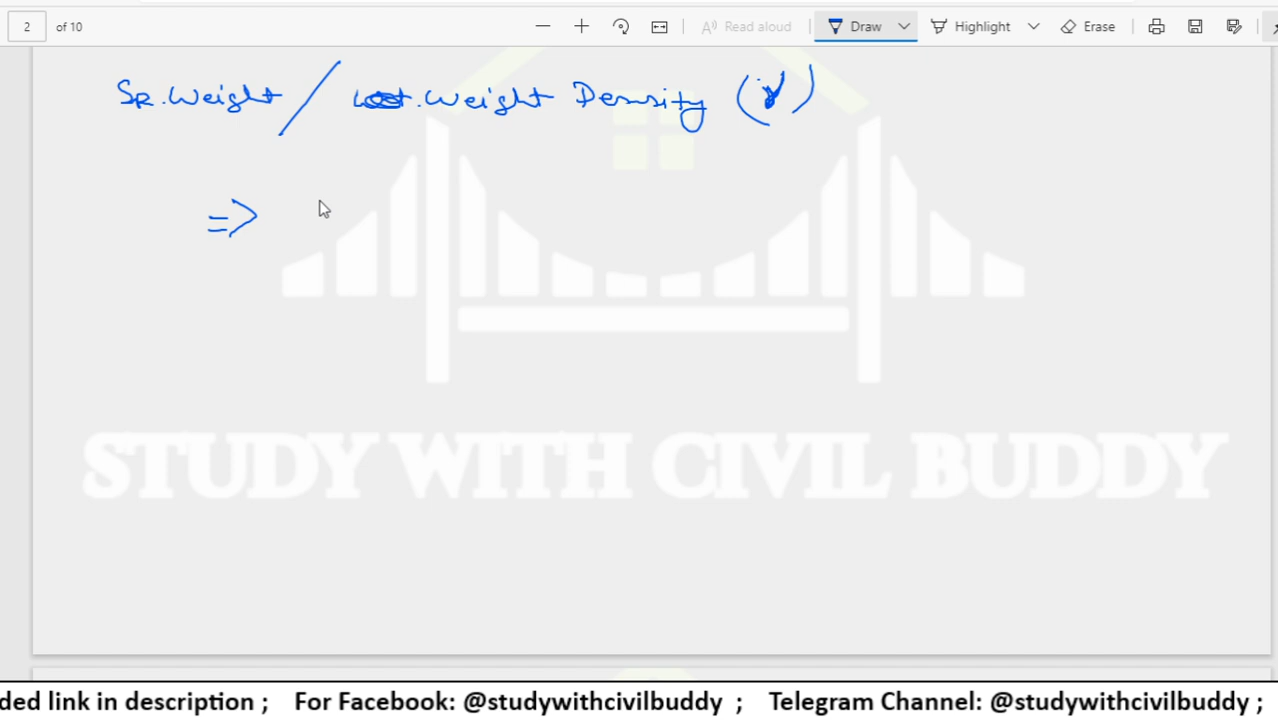 2 of 10 Read aloud Draw Highlight Erase
Sp. Weight / Weight Density (γ)
=>
STUDY WITH CIVIL BUDDY
ded link in description ; For Facebook: @studywithcivilbuddy ; Telegram Channel: @studywithcivilbuddy ;